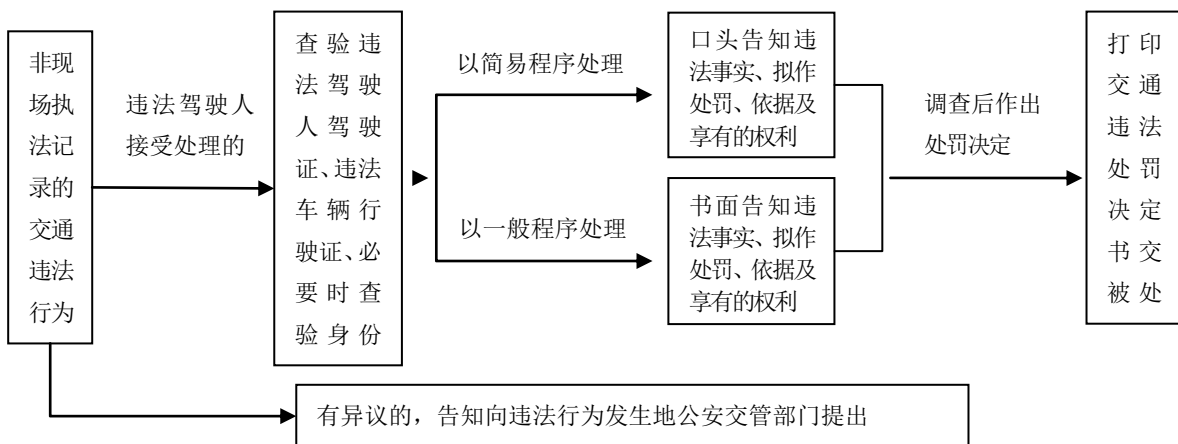 非现
场执
法记
录的
交通
违法
行为
违法驾驶人
接受处理的
查验违
法驾驶
人驾驶
证、违法
车辆行
驶证、必
要时查
验身份
以简易程序处理
以一般程序处理
口头告知违
法事实、拟作
处罚、依据及
享有的权利
书面告知违
法事实、拟作
处罚、依据及
享有的权利
调查后作出
处罚决定
打印
交通
违法
处罚
决定
书交
被处
有异议的，告知向违法行为发生地公安交管部门提出